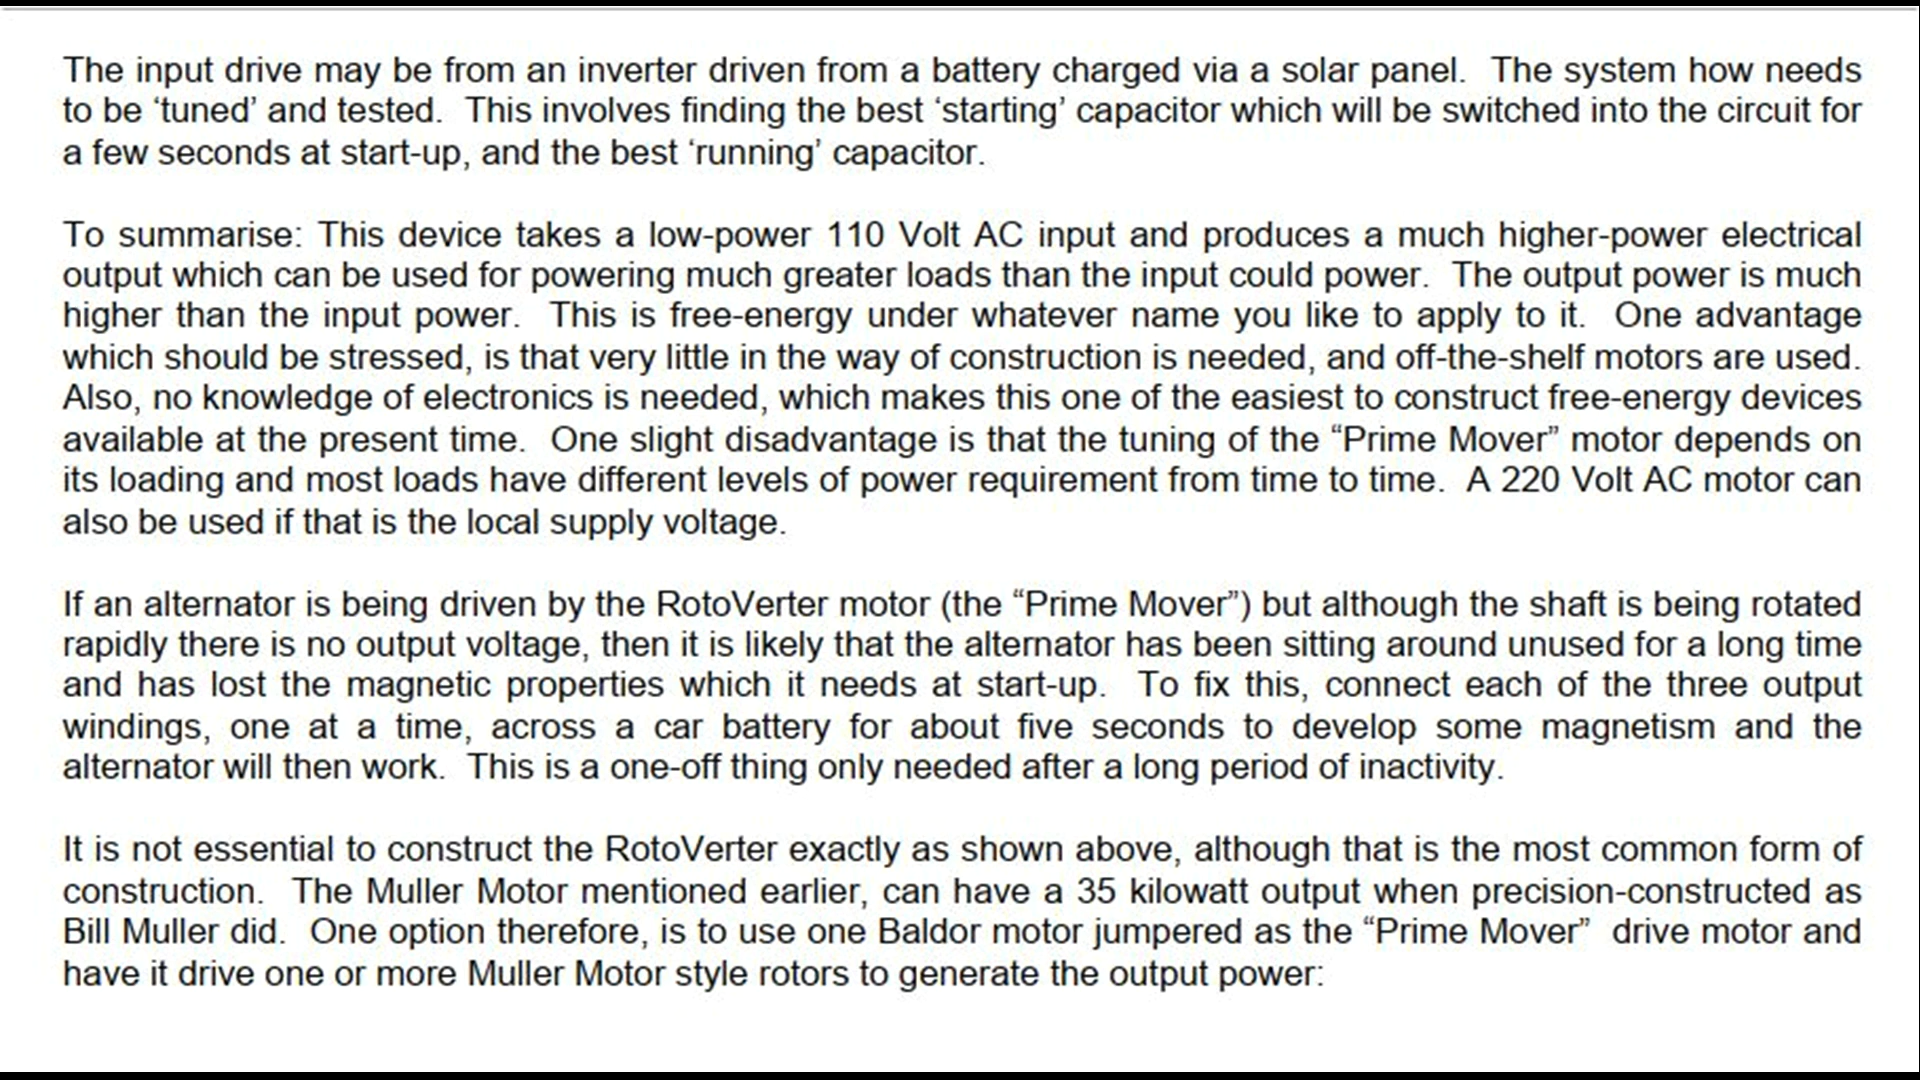 The input drive may be from an inverter driven from a battery charged via a solar panel.  The system how needs
to be ‘tuned’ and tested.  This involves finding the best ‘starting’ capacitor which will be switched into the circuit for
a few seconds at start-up, and the best ‘running’ capacitor.
To summarise: This device takes a low-power 110 Volt AC input and produces a much higher-power electrical
output which can be used for powering much greater loads than the input could power.  The output power is much
higher than the input power.  This is free-energy under whatever name you like to apply to it.  One advantage
which should be stressed, is that very little in the way of construction is needed, and off-the-shelf motors are used.
Also, no knowledge of electronics is needed, which makes this one of the easiest to construct free-energy devices
available at the present time.  One slight disadvantage is that the tuning of the “Prime Mover” motor depends on
its loading and most loads have different levels of power requirement from time to time.  A 220 Volt AC motor can
also be used if that is the local supply voltage.
If an alternator is being driven by the RotoVerter motor (the “Prime Mover”) but although the shaft is being rotated
rapidly there is no output voltage, then it is likely that the alternator has been sitting around unused for a long time
and has lost the magnetic properties which it needs at start-up.  To fix this, connect each of the three output
windings, one at a time, across a car battery for about five seconds to develop some magnetism and the
alternator will then work.  This is a one-off thing only needed after a long period of inactivity.
It is not essential to construct the RotoVerter exactly as shown above, although that is the most common form of
construction.  The Muller Motor mentioned earlier, can have a 35 kilowatt output when precision-constructed as
Bill Muller did.  One option therefore, is to use one Baldor motor jumpered as the “Prime Mover”  drive motor and
have it drive one or more Muller Motor style rotors to generate the output power: